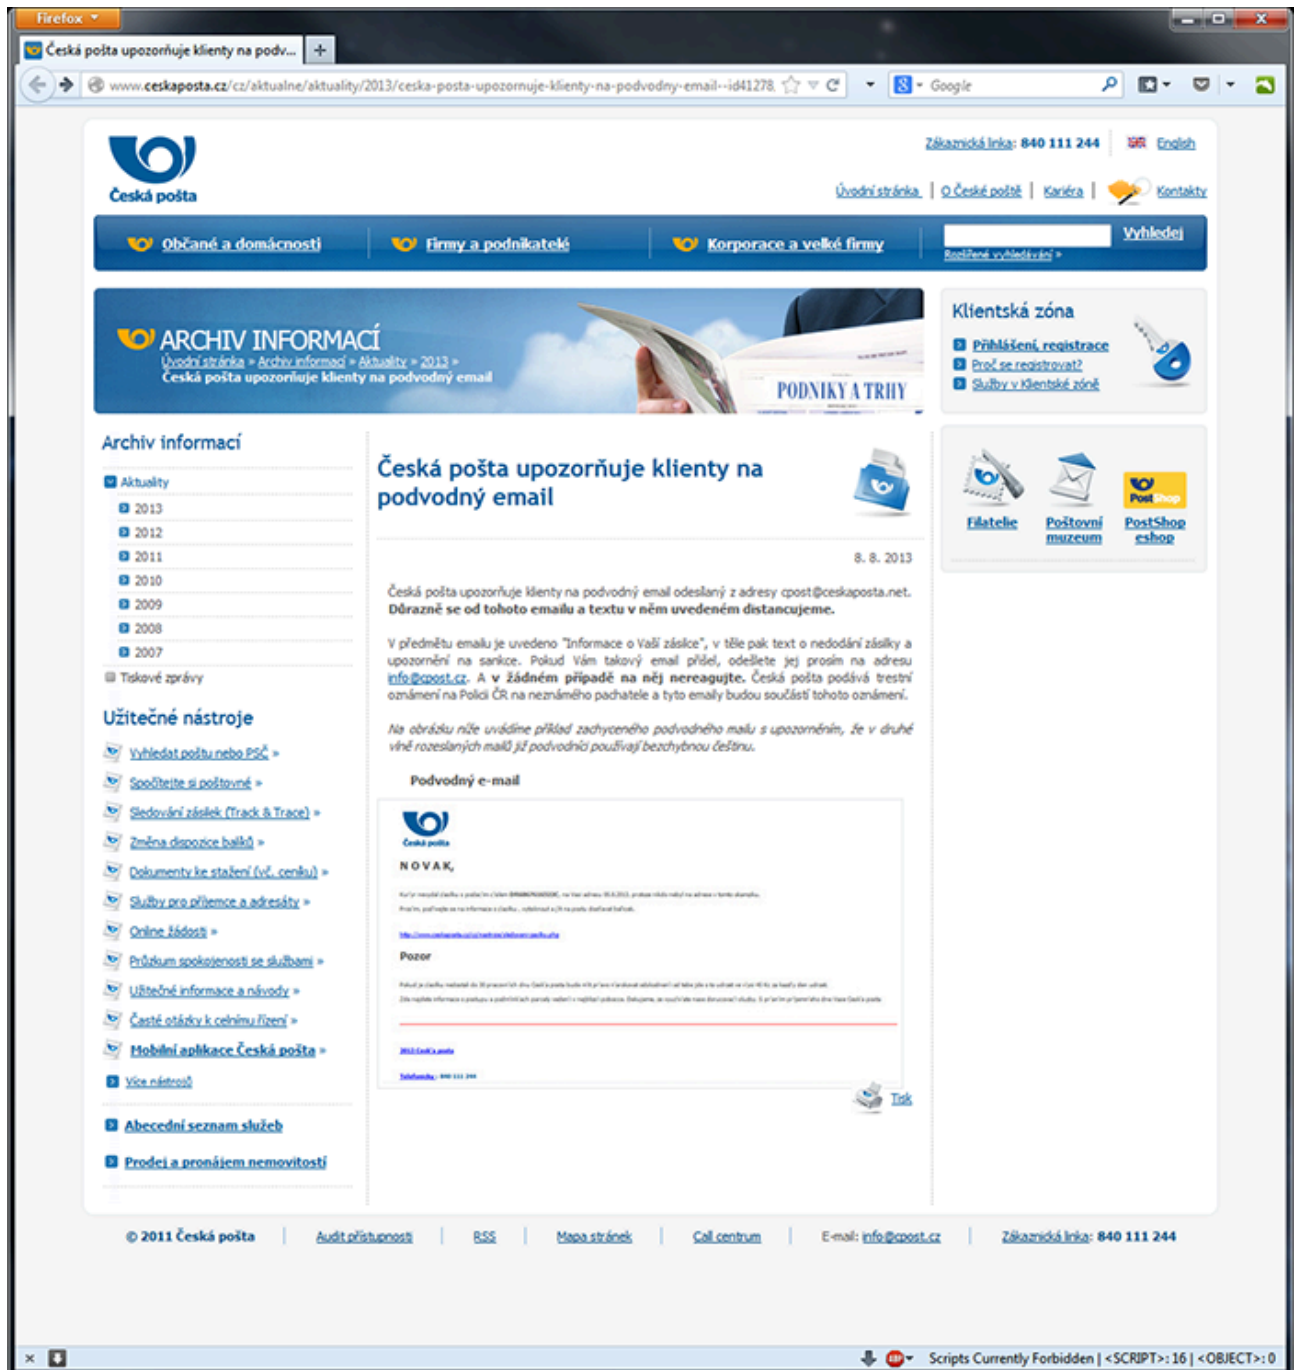 Firefox
Česká pošta upozorňuje klienty na podv...
www.ceskaposta.cz/cz/aktualne/aktuality/2013/ceska-posta-upozornuje-klienty-na-podvodny-email--id41278
Google
Česká pošta
Zákaznická linka: 840 111 244
English
Úvodní stránka | O České poště | Kariéra | Kontakty
Občané a domácnosti
Firmy a podnikatelé
Korporace a velké firmy
Vyhledej
Rozšířené vyhledávání »
ARCHIV INFORMACÍ
Úvodní stránka » Archiv informací » Aktuality » 2013 »
Česká pošta upozorňuje klienty na podvodný email
PODNIKY A TRHY
Klientská zóna
Přihlášení, registrace
Proč se registrovat?
Služby v Klientské zóně
Archiv informací
Aktuality
2013
2012
2011
2010
2009
2008
2007
Tiskové zprávy
Užitečné nástroje
Vyhledat poštu nebo PSČ »
Spočítejte si poštovné »
Sledování zásilek (Track & Trace) »
Změna dispozice balíků »
Dokumenty ke stažení (vč. ceníku) »
Služby pro příjemce a adresáty »
Online žádosti »
Průzkum spokojenosti se službami »
Užitečné informace a návody »
Časté otázky k celnímu řízení »
Mobilní aplikace Česká pošta »
Více nástrojů
Abecední seznam služeb
Prodej a pronájem nemovitostí
Česká pošta upozorňuje klienty na
podvodný email
8. 8. 2013
Česká pošta upozorňuje klienty na podvodný email odesílaný z adresy cpost@ceskaposta.net.
Důrazně se od tohoto emailu a textu v něm uvedeném distancujeme.
V předmětu emailu je uvedeno "Informace o Vaší zásilce", v těle pak text o nedodání zásilky a
upozornění na sankce. Pokud Vám takový email přišel, odešlete jej prosím na adresu
info@cpost.cz. A v žádném případě na něj nereagujte. Česká pošta podává trestní
oznámení na Policii ČR na neznámého pachatele a tyto emaily budou součástí tohoto oznámení.
Na obrázku níže uvádíme příklad zachyceného podvodného mailu s upozorněním, že v druhé
vlně rozeslaných mailů již podvodníci používají bezchybnou češtinu.
Podvodný e-mail
Česká pošta
NOVAK,
Pozor
2013 Česká pošta
Telefonicky: 840 111 244
Tisk
Filatelie
Poštovní
muzeum
PostShop
PostShop
eshop
© 2011 Česká pošta
Audit přístupnosti
RSS
Mapa stránek
Call centrum
E-mail: info@cpost.cz
Zákaznická linka: 840 111 244
Scripts Currently Forbidden | <SCRIPT>: 16 | <OBJECT>: 0